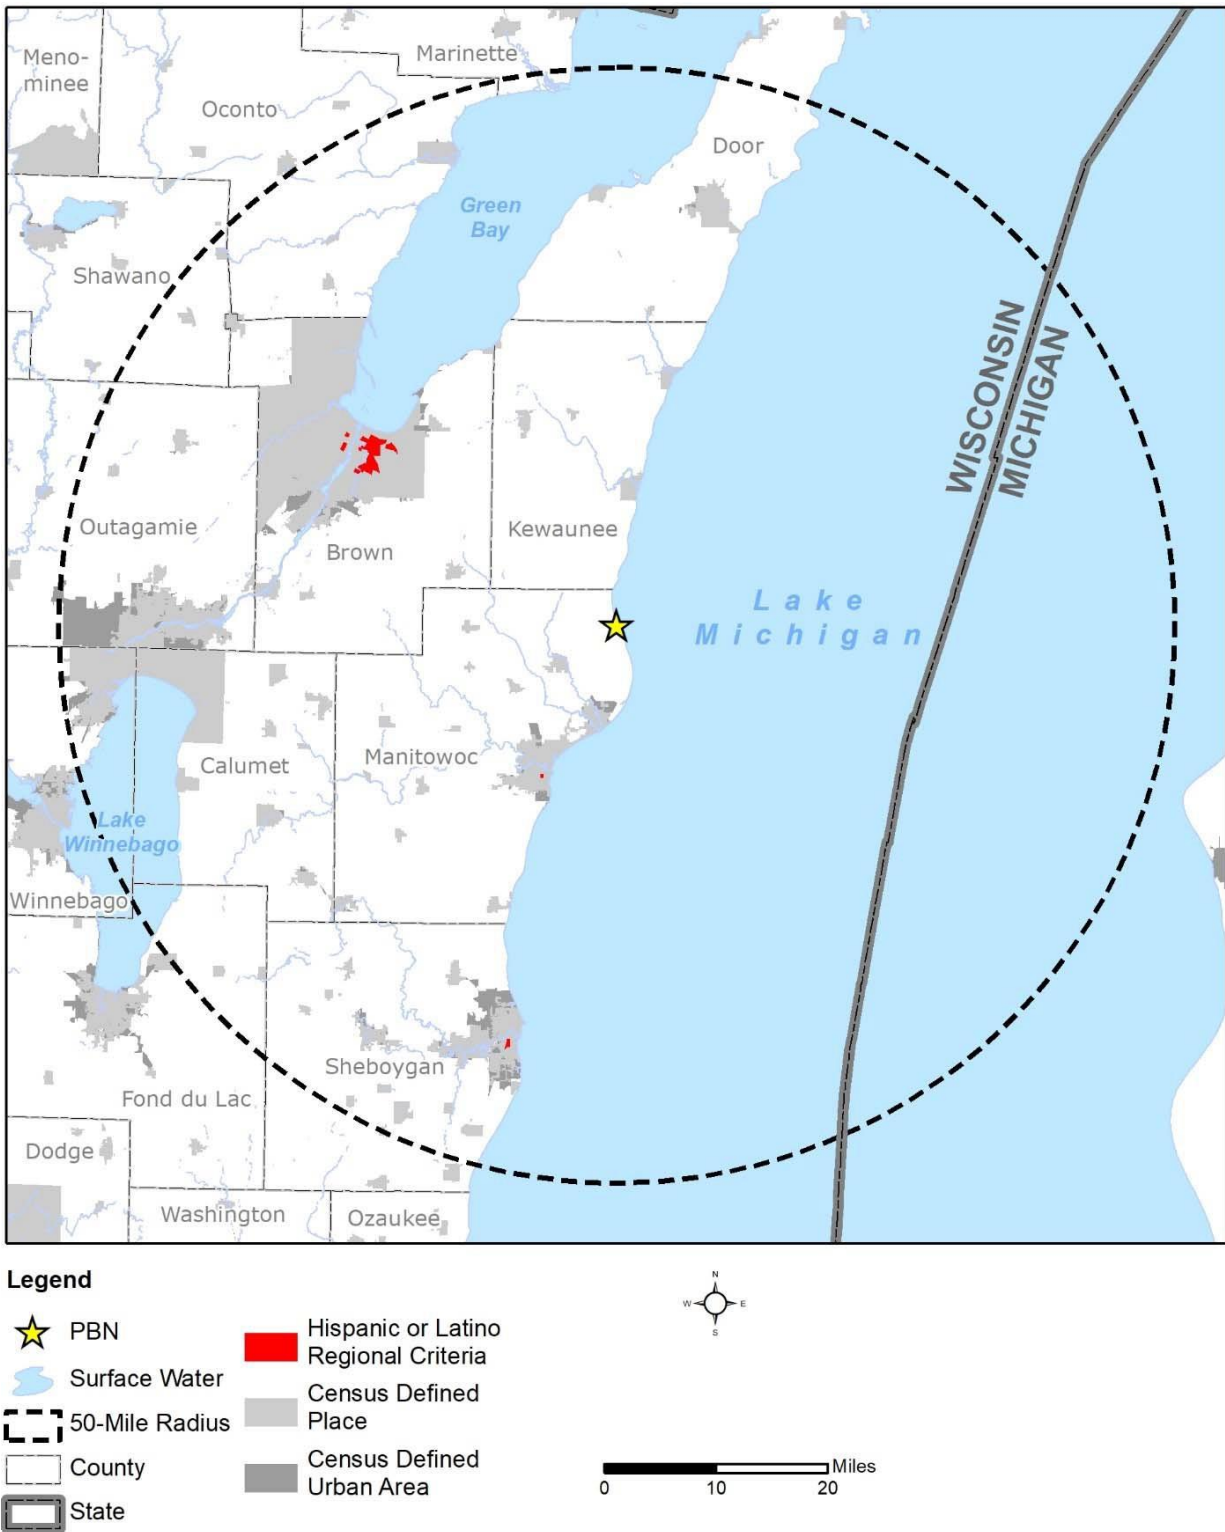 Meno-
minee
Marinette
Oconto
Door
Green
Bay
Shawano
WISCONSIN
MICHIGAN
Outagamie
Brown
Kewaunee
Lake
Michigan
Calumet
Manitowoc
Lake
Winnebago
Winnebago
Sheboygan
Fond du Lac
Dodge
Washington
Ozaukee
Legend
PBN
Surface Water
50-Mile Radius
County
State
Hispanic or Latino
Regional Criteria
Census Defined
Place
Census Defined
Urban Area
N
W
E
S
Miles
0
10
20